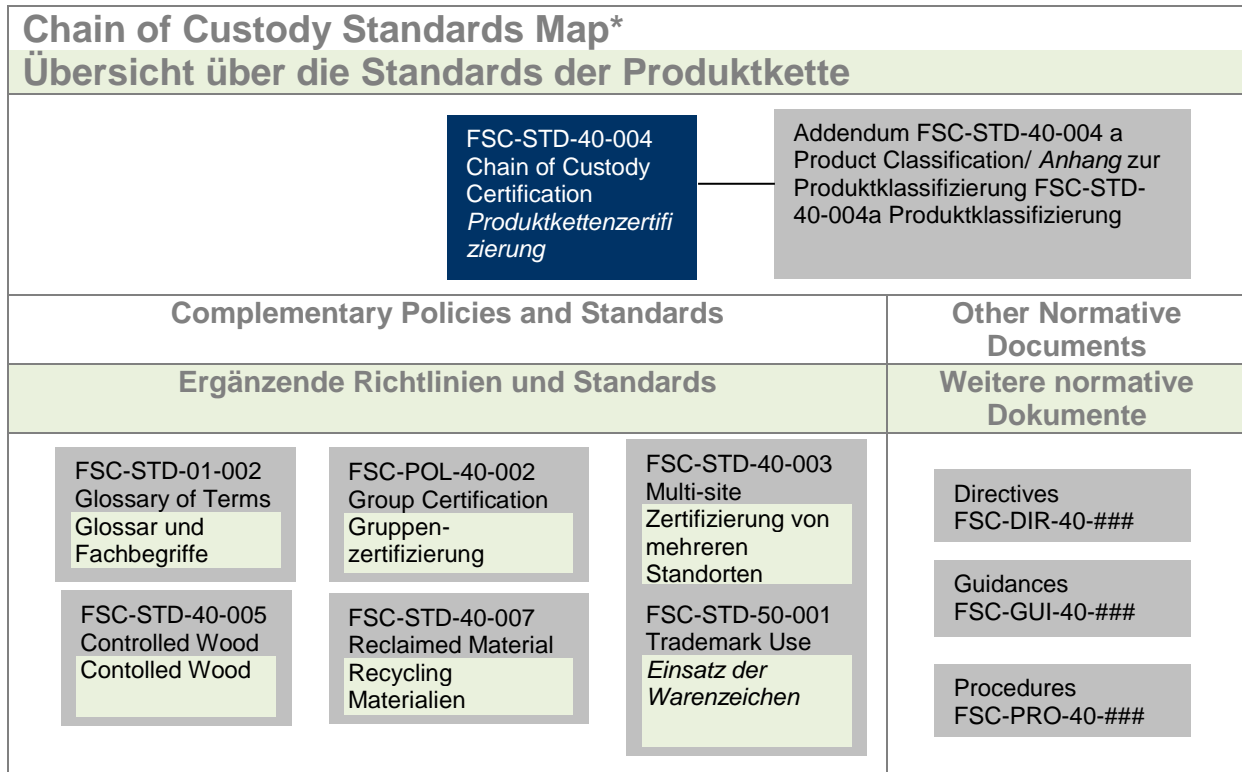 Chain of Custody Standards Map*
Übersicht über die Standards der Produktkette
FSC-STD-40-004
Chain of Custody
Certification
Produktkettenzertifi
zierung
Addendum FSC-STD-40-004 a
Product Classification/ Anhang zur
Produktklassifizierung FSC-STD-
40-004a Produktklassifizierung
Complementary Policies and Standards
Other Normative
Documents
Ergänzende Richtlinien und Standards
Weitere normative
Dokumente
FSC-STD-01-002
Glossary of Terms
Glossar und
Fachbegriffe
FSC-POL-40-002
Group Certification
Gruppen-
zertifizierung
FSC-STD-40-003
Multi-site
Zertifizierung von
mehreren
Standorten
FSC-STD-40-005
Controlled Wood
Contolled Wood
FSC-STD-40-007
Reclaimed Material
Recycling
Materialien
FSC-STD-50-001
Trademark Use
Einsatz der
Warenzeichen
Directives
FSC-DIR-40-###
Guidances
FSC-GUI-40-###
Procedures
FSC-PRO-40-###